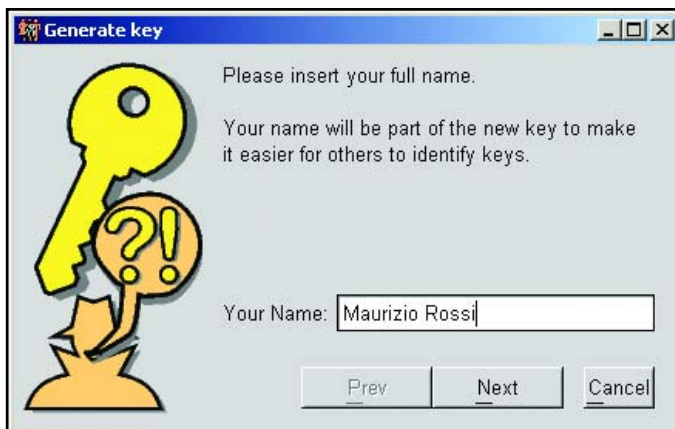 Generate key
Please insert your full name.
Your name will be part of the new key to make
it easier for others to identify keys.
?!
Your Name: Maurizio Rossi
Prev Next Cancel